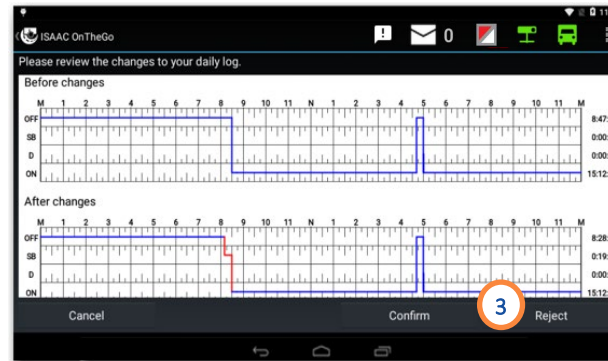 11
ISAAC OnTheGo
0
Please review the changes to your daily log.
Before changes
M 1 2 3 4 5 6 7 8 9 10 11 N 1 2 3 4 5 6 7 8 9 10 11 M
OFF 8:47:
SB 0:00:
D 0:00:
ON 15:12:
After changes
M 1 2 3 4 5 6 7 8 9 10 11 N 1 2 3 4 5 6 7 8 9 10 11 M
OFF 8:28:
SB 0:19:
D 0:00:
ON 15:12:
Cancel Confirm 3 Reject